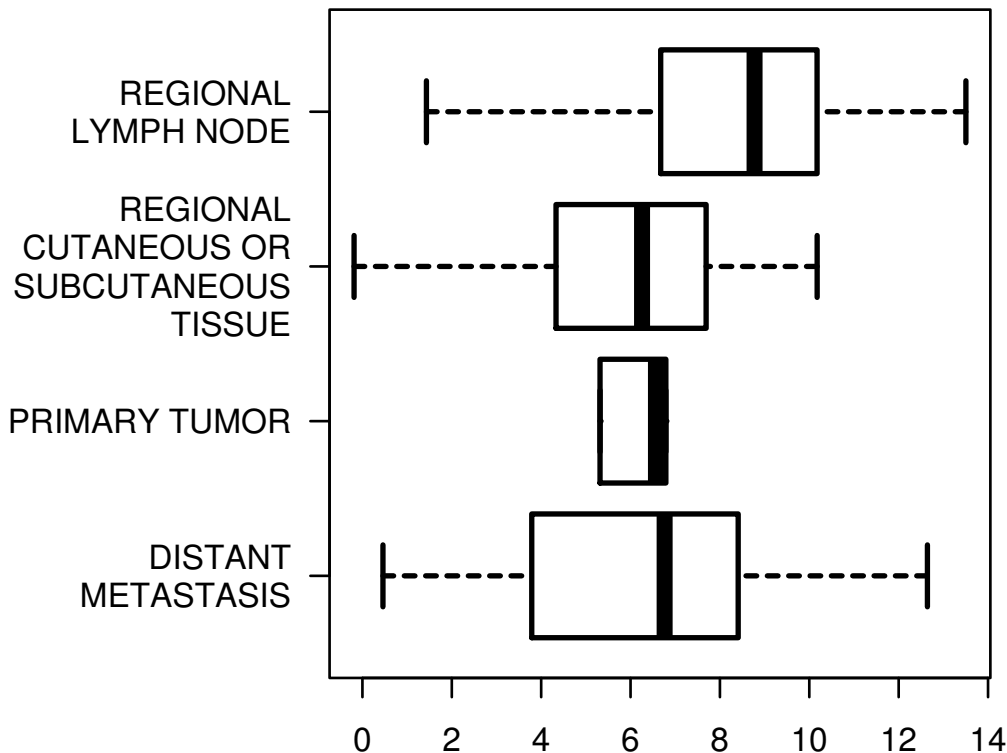 REGIONAL
LYMPH NODE
REGIONAL
CUTANEOUS OR
SUBCUTANEOUS
TISSUE
PRIMARY TUMOR
DISTANT
METASTASIS
0 2 4 6 8 10 12 14